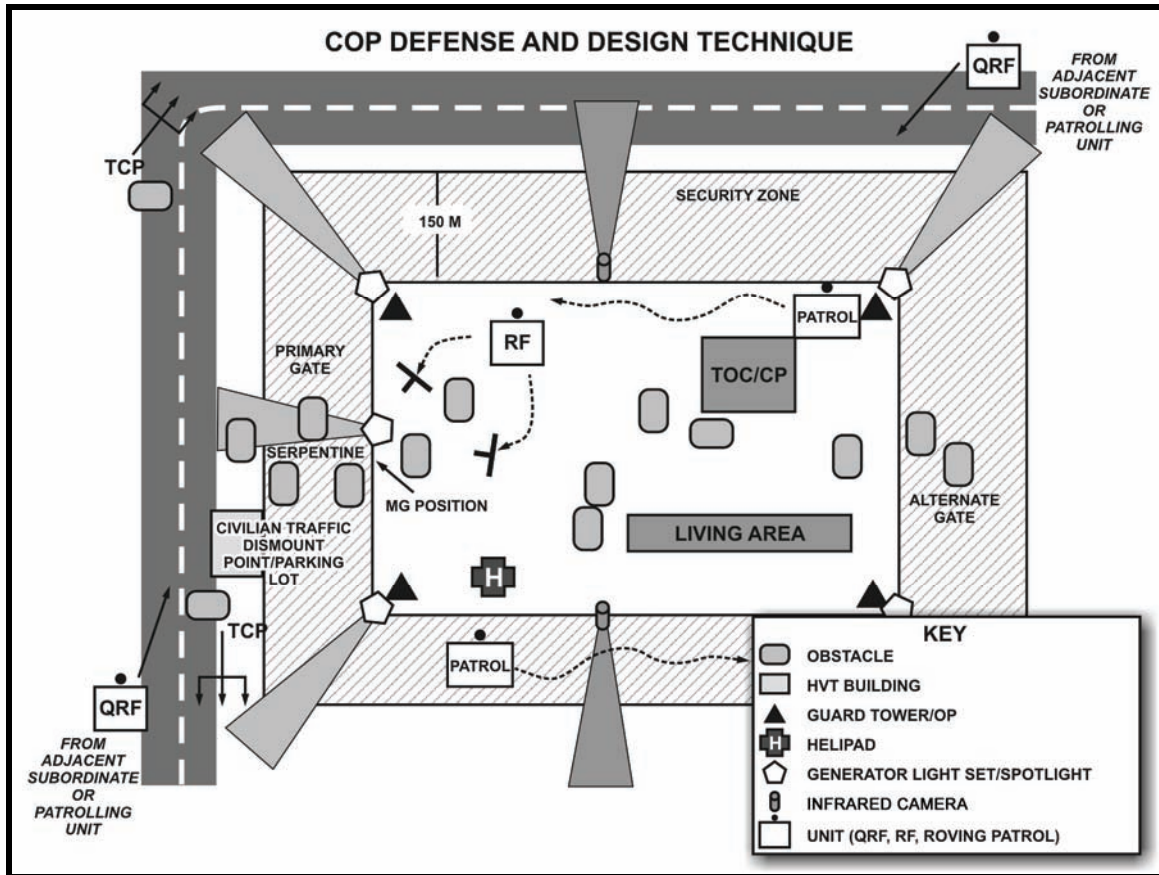 COP DEFENSE AND DESIGN TECHNIQUE
QRF
FROM
ADJACENT
SUBORDINATE
OR
PATROLLING
UNIT
TCP
150 M
SECURITY ZONE
PATROL
RF
PRIMARY
GATE
TOC/CP
SERPENTINE
MG POSITION
ALTERNATE
GATE
CIVILIAN TRAFFIC
DISMOUNT
POINT/PARKING
LOT
LIVING AREA
H
TCP
PATROL
QRF
FROM
ADJACENT
SUBORDINATE
OR
PATROLLING
UNIT
KEY
OBSTACLE
HVT BUILDING
GUARD TOWER/OP
H HELIPAD
GENERATOR LIGHT SET/SPOTLIGHT
INFRARED CAMERA
UNIT (QRF, RF, ROVING PATROL)